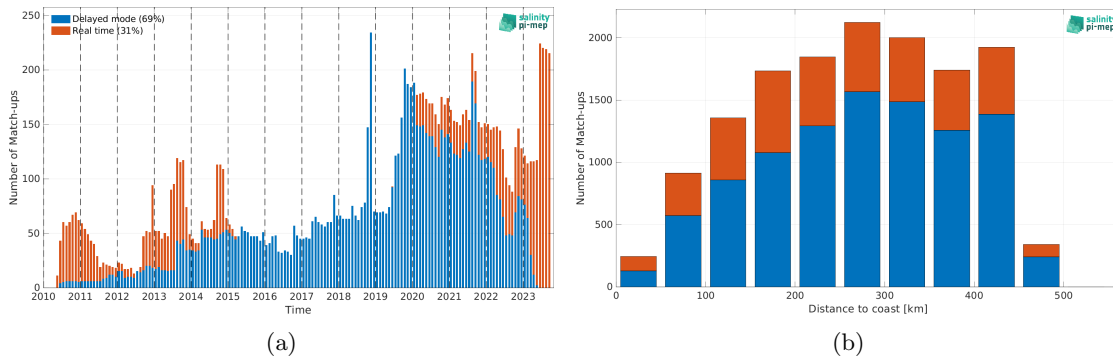 Delayed mode (69%)
Real time (31%)
salinity
pi-mep
Number of Match-ups
250
200
150
100
50
0
2010 2011 2012 2013 2014 2015 2016 2017 2018 2019 2020 2021 2022 2023
Time
(a)
salinity
pi-mep
Number of Match-ups
2000
1500
1000
500
0
0 100 200 300 400 500
Distance to coast [km]
(b)